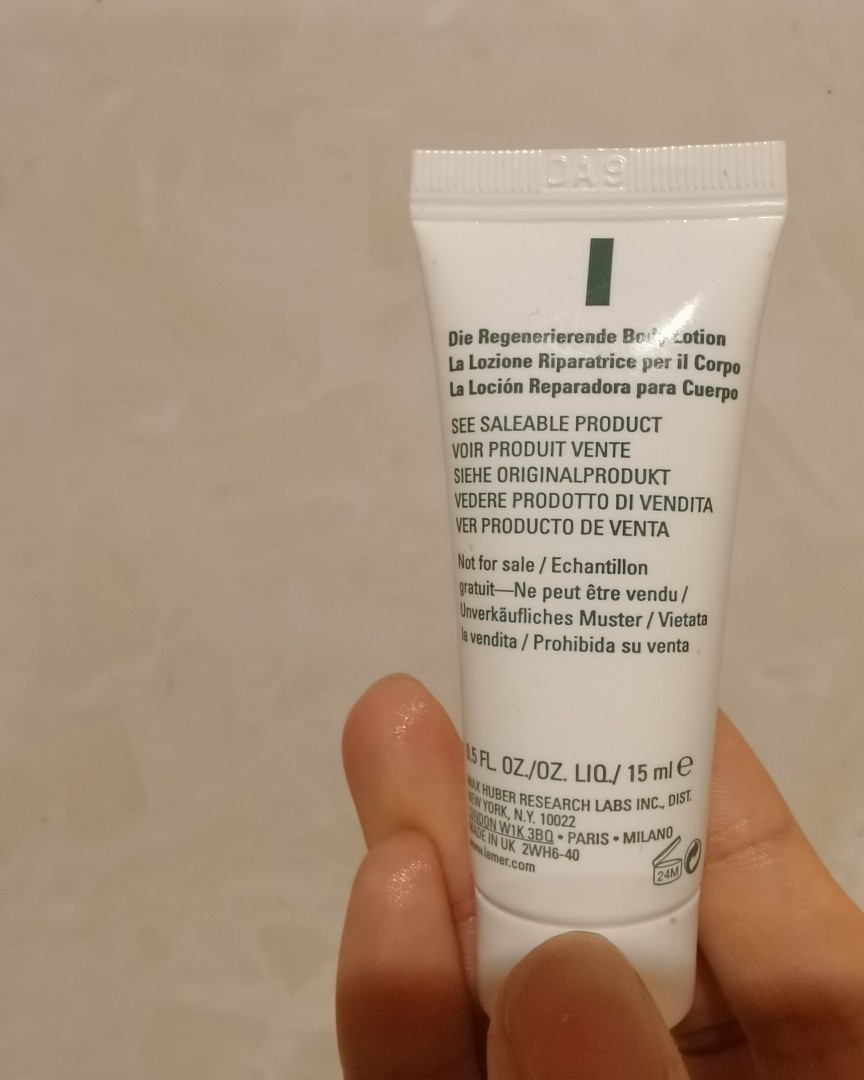 DA9
Die Regenerierende Body Lotion
La Lozione Riparatrice per il Corpo
La Loción Reparadora para Cuerpo
SEE SALEABLE PRODUCT
VOIR PRODUIT VENTE
SIEHE ORIGINALPRODUKT
VEDERE PRODOTTO DI VENDITA
VER PRODUCTO DE VENTA
Not for sale / Echantillon
gratuit—Ne peut être vendu /
Unverkäufliches Muster / Vietata
la vendita / Prohibida su venta
0.5 FL. OZ./OZ. LIQ./ 15 ml e
MAX HUBER RESEARCH LABS INC., DIST.
NEW YORK, N.Y. 10022
LONDON W1K 3BQ • PARIS • MILANO
MADE IN UK 2WH6-40
www.lamer.com
24M